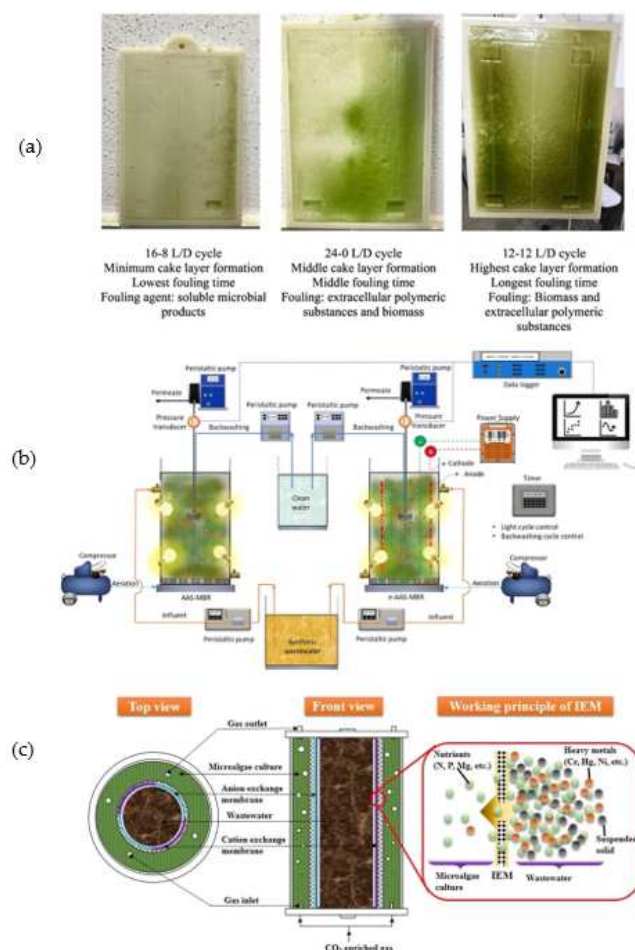 (a)
16-8 L/D cycle
Minimum cake layer formation
Lowest fouling time
Fouling agent: soluble microbial
products
24-0 L/D cycle
Middle cake layer formation
Middle fouling time
Fouling: extracellular polymeric
substances and biomass
12-12 L/D cycle
Highest cake layer formation
Longest fouling time
Fouling: Biomass and
extracellular polymeric
substances
(b)
Peristaltic pump
Permeate
Pressure
transducer
Peristaltic pump
Backwashing
Peristaltic pump
Backwashing
Peristaltic pump
Permeate
Pressure
transducer
Data logger
Power Supply
Cathode
Anode
Timer
• Light cycle control
• Backwashing cycle control
Clean
water
Compressor
Aeration
AAS-MBR
Influent
Peristaltic pump
Synthetic
wastewater
Peristaltic pump
Influent
e-AAS-MBR
Aeration
Compressor
(c)
Top view
Front view
Working principle of IEM
Gas outlet
Microalgae culture
Anion exchange
membrane
Wastewater
Cation exchange
membrane
Gas inlet
CO2 enriched gas
Nutrients
(N, P, Mg, etc.)
Heavy metals
(Cr, Hg, Ni, etc.)
Suspended
solid
Microalgae
culture
IEM
Wastewater